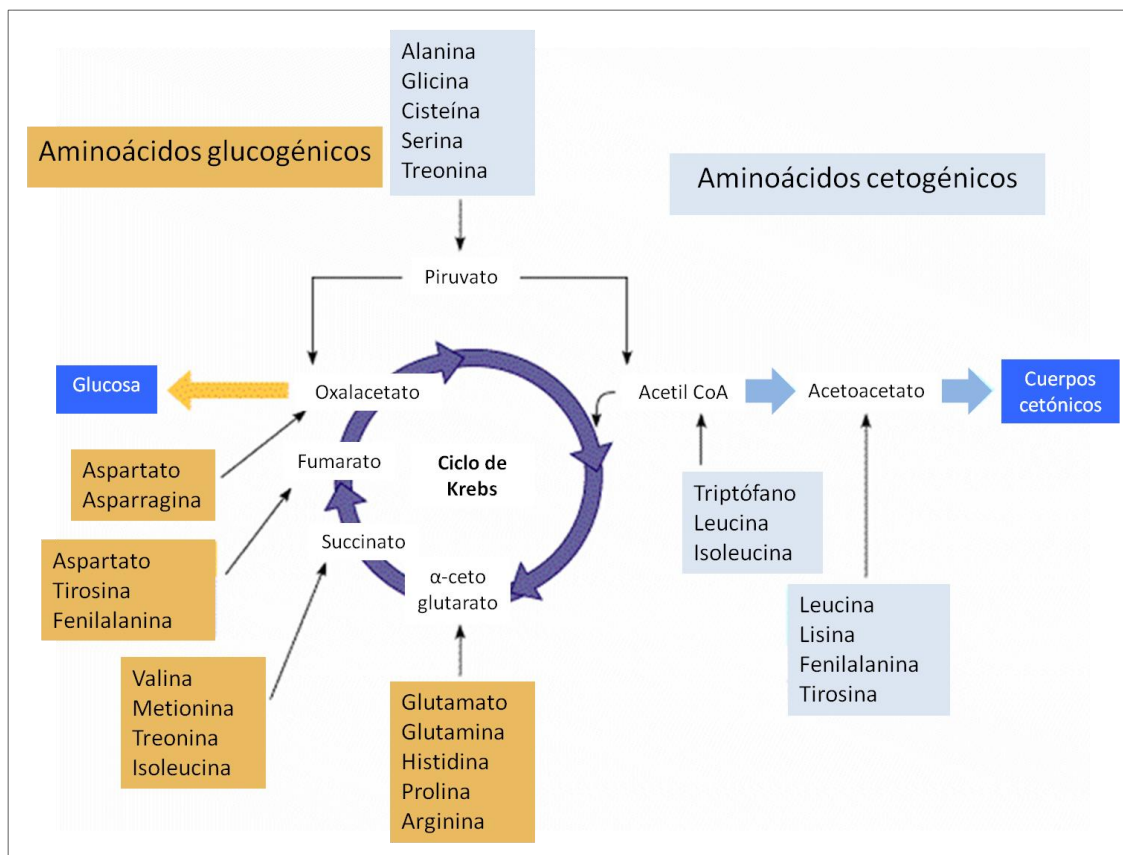 Alanina
Glicina
Cisteína
Serina
Treonina
Aminoácidos glucogénicos
Aminoácidos cetogénicos
Piruvato
Glucosa
Oxalacetato
Acetil CoA
Acetoacetato
Cuerpos
cetónicos
Aspartato
Asparragina
Fumarato
Ciclo de
Krebs
Triptófano
Leucina
Isoleucina
Aspartato
Tirosina
Fenilalanina
Succinato
α-ceto
glutarato
Leucina
Lisina
Fenilalanina
Tirosina
Valina
Metionina
Treonina
Isoleucina
Glutamato
Glutamina
Histidina
Prolina
Arginina